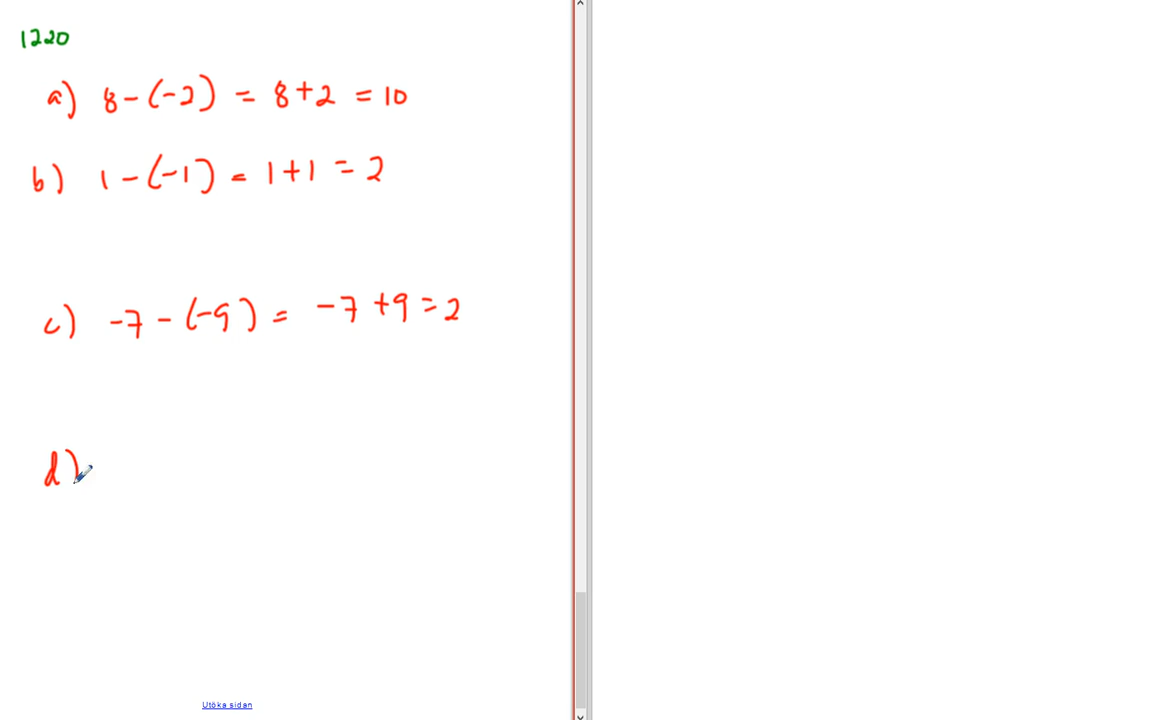 1220
a) 8-(-2) = 8+2 = 10
b) 1-(-1) = 1+1 = 2
c) -7-(-9) = -7+9 = 2
d)
Utöka sidan